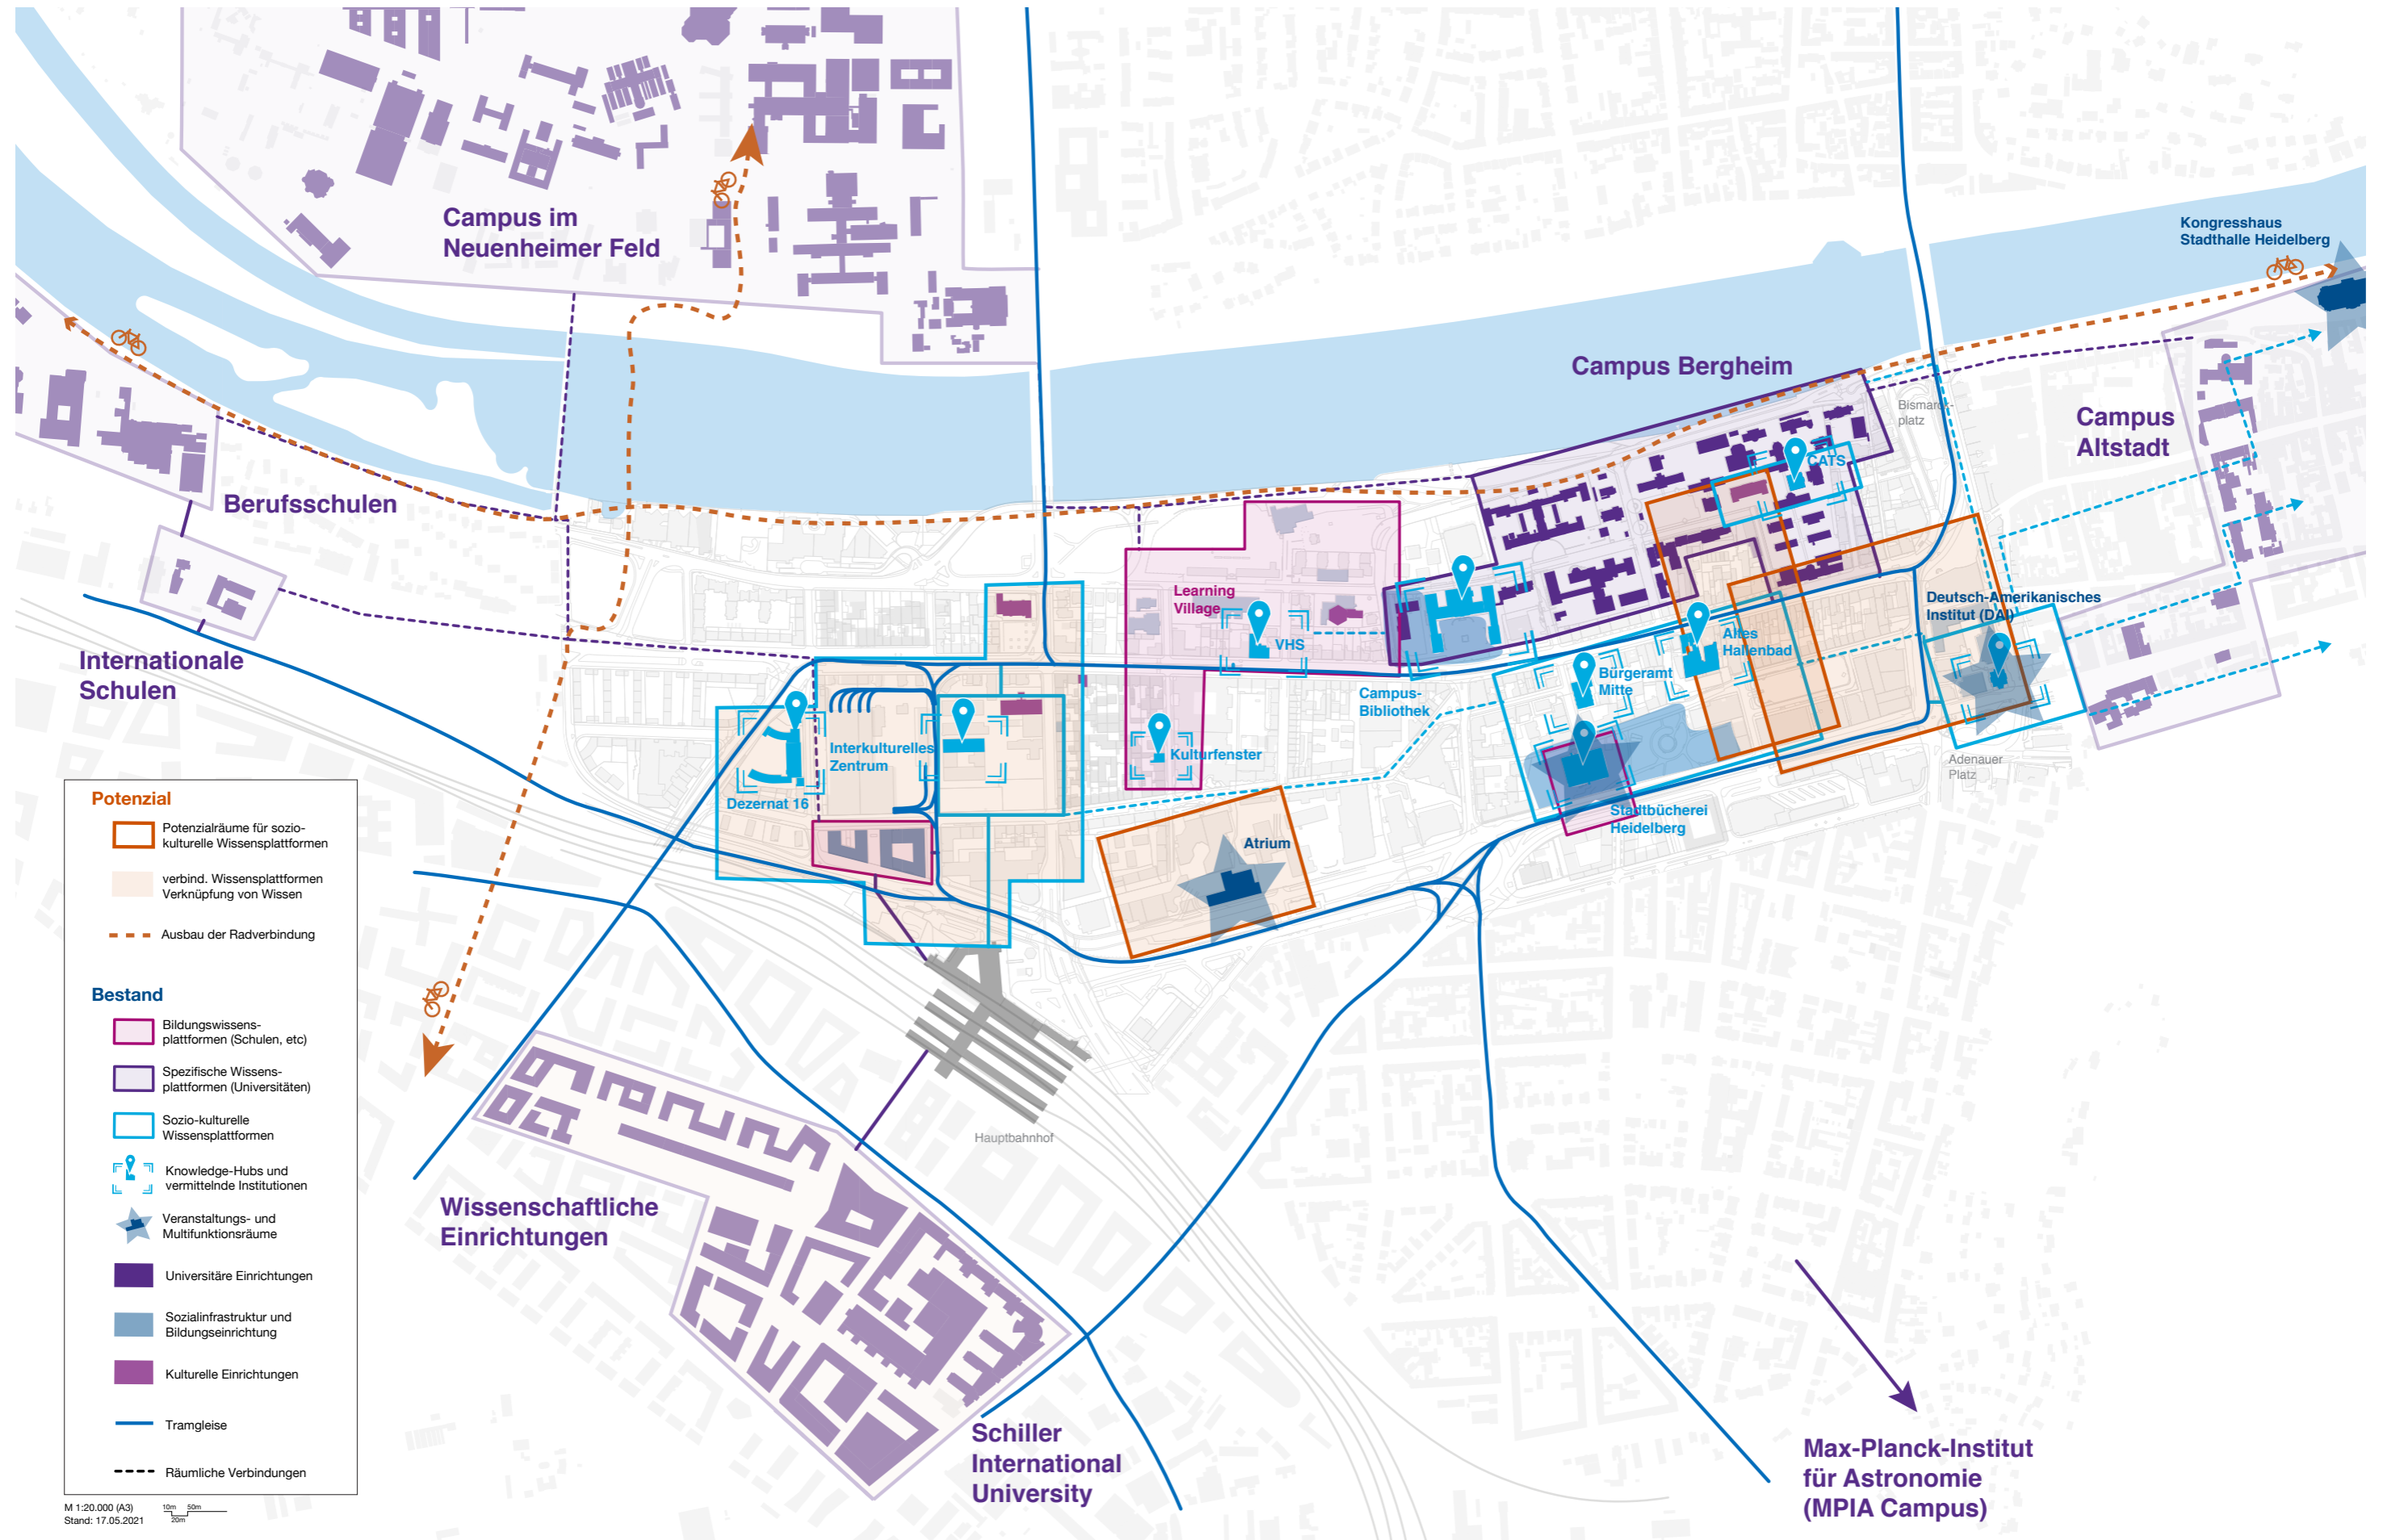 Campus im
Neuenheimer Feld
Kongresshaus
Stadthalle Heidelberg
Campus Bergheim
Bismarck-
platz
Campus
Altstadt
CATS
Berufsschulen
Learning
Village
VHS
Deutsch-Amerikanisches
Institut (DAI)
Altes
Hallenbad
Internationale
Schulen
Bürgeramt
Mitte
Campus-
Bibliothek
Kulturfenster
Interkulturelles
Zentrum
Dezernat 16
Adenauer
Platz
Stadtbücherei
Heidelberg
Atrium
Hauptbahnhof
Wissenschaftliche
Einrichtungen
Schiller
International
University
Max-Planck-Institut
für Astronomie
(MPIA Campus)
Potenzial
Potenzialräume für sozio-
kulturelle Wissensplattformen
verbind. Wissensplattformen
Verknüpfung von Wissen
Ausbau der Radverbindung
Bestand
Bildungswissens-
plattformen (Schulen, etc)
Spezifische Wissens-
plattformen (Universitäten)
Sozio-kulturelle
Wissensplattformen
Knowledge-Hubs und
vermittelnde Institutionen
Veranstaltungs- und
Multifunktionsräume
Universitäre Einrichtungen
Sozialinfrastruktur und
Bildungseinrichtung
Kulturelle Einrichtungen
Tramgleise
Räumliche Verbindungen
M 1:20.000 (A3)
Stand: 17.05.2021
10m 50m
20m